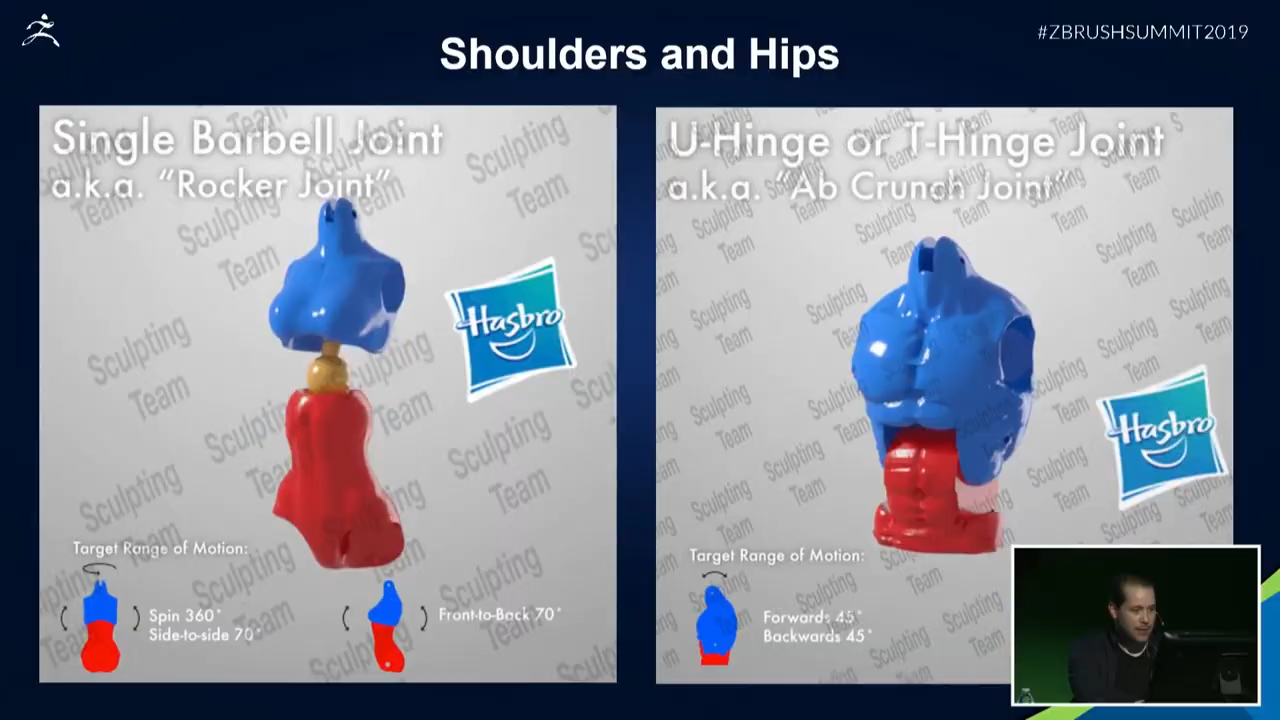 #ZBRUSHSUMMIT2019
Shoulders and Hips
Single Barbell Joint
a.k.a. “Rocker Joint”
Hasbro
Target Range of Motion:
Spin 360°
Side-to-side 70°
Front-to-Back 70°
U-Hinge or T-Hinge Joint
a.k.a. “Ab Crunch Joint”
Hasbro
Target Range of Motion:
Forwards 45°
Backwards 45°
Sculpting
Team